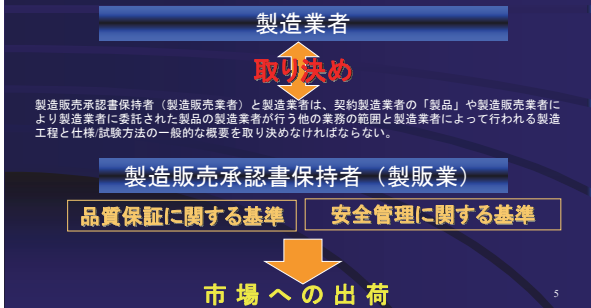 製造業者
取り決め
製造販売承認書保持者（製造販売業者）と製造業者は、契約製造業者の「製品」や製造販売業者に
より製造業者に委託された製品の製造業者が行う他の業務の範囲と製造業者によって行われる製造
工程と仕様/試験方法の一般的な概要を取り決めなければならない。
製造販売承認書保持者（製販業）
品質保証に関する基準
安全管理に関する基準
市場への出荷
5